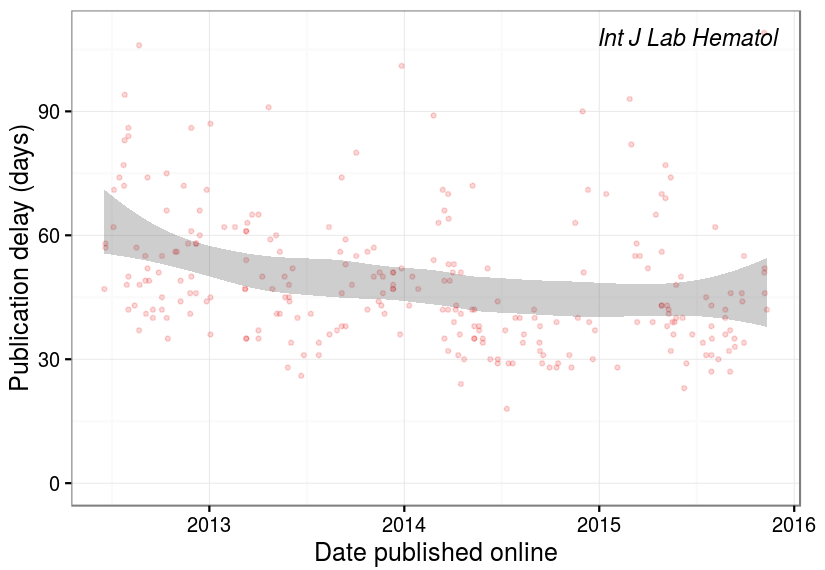 Int J Lab Hematol
Publication delay (days)
90
60
30
0
2013
2014
2015
2016
Date published online